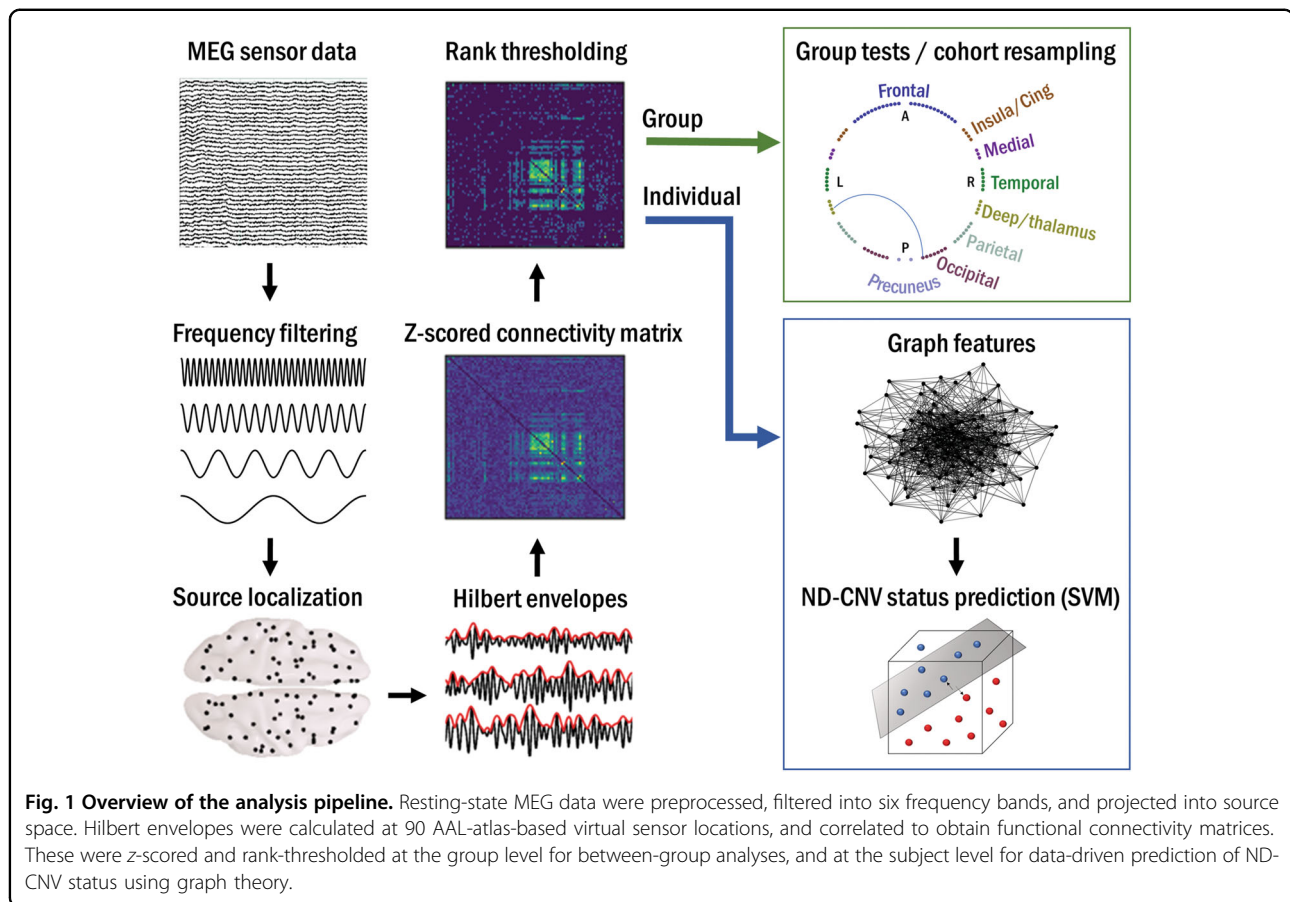 MEG sensor data
Rank thresholding
Group tests / cohort resampling
Frontal
A
Insula/Cing
Medial
L
R
Temporal
Deep/thalamus
Parietal
P
Occipital
Precuneus
Group
Individual
Frequency filtering
Z-scored connectivity matrix
Graph features
Source localization
Hilbert envelopes
ND-CNV status prediction (SVM)
Fig. 1 Overview of the analysis pipeline. Resting-state MEG data were preprocessed, filtered into six frequency bands, and projected into source
space. Hilbert envelopes were calculated at 90 AAL-atlas-based virtual sensor locations, and correlated to obtain functional connectivity matrices.
These were z-scored and rank-thresholded at the group level for between-group analyses, and at the subject level for data-driven prediction of ND-
CNV status using graph theory.